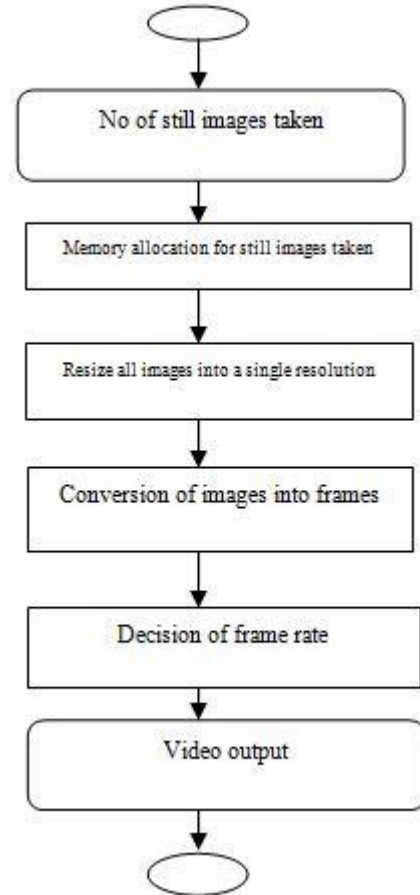 No of still images taken
Memory allocation for still images taken
Resize all images into a single resolution
Conversion of images into frames
Decision of frame rate
Video output